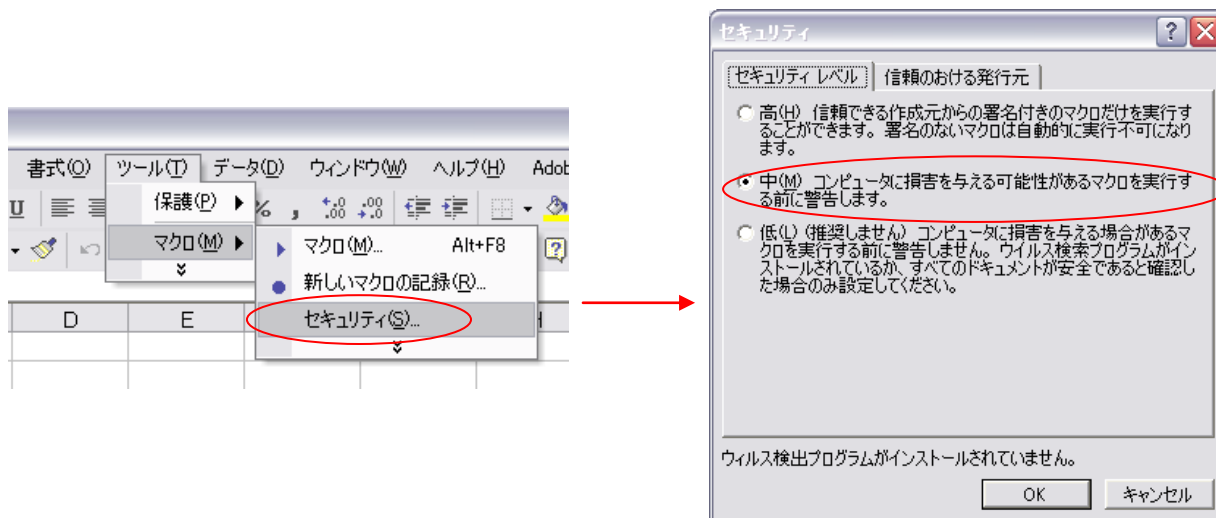 書式(O) ツール(T) データ(D) ウィンドウ(W) ヘルプ(H)
U % ,
保護(P)
マクロ(M)
マクロ(M)... Alt+F8
新しいマクロの記録(R)...
セキュリティ(S)...
D E
セキュリティ
セキュリティ レベル 信頼のおける発行元
高(H) 信頼できる作成元からの署名付きのマクロだけを実行す
ることができます。署名のないマクロは自動的に実行不可になり
ます。
中(M) コンピュータに損害を与える可能性があるマクロを実行す
る前に警告します。
低(L) (推奨しません) コンピュータに損害を与える場合があるマ
クロを実行する前に警告しません。ウイルス検索プログラムがイン
ストールされているか、すべてのドキュメントが安全であると確認し
た場合のみ設定してください。
ウィルス検出プログラムがインストールされていません。
OK キャンセル